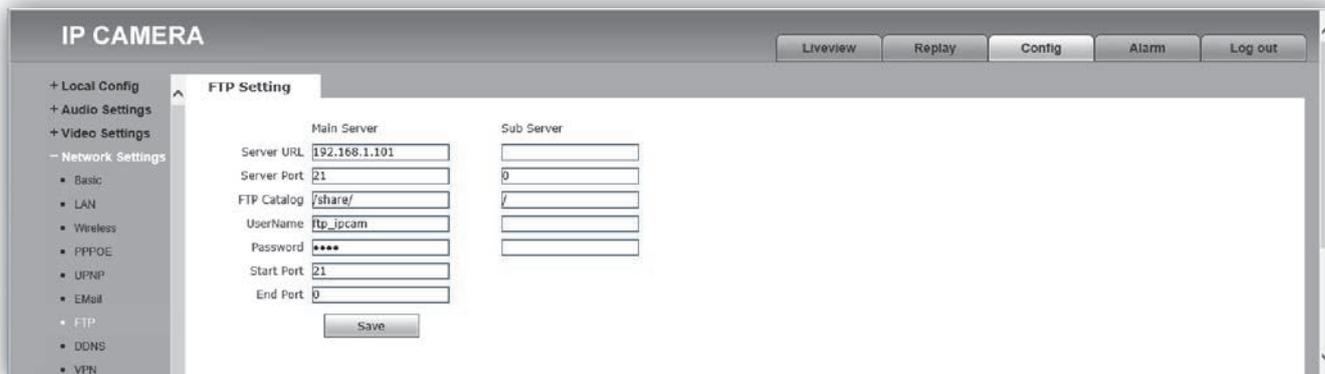 IP CAMERA
Liveview Replay Config Alarm Log out
+ Local Config
+ Audio Settings
+ Video Settings
− Network Settings
• Basic
• LAN
• Wireless
• PPPOE
• UPNP
• EMail
• FTP
• DDNS
• VPN
FTP Setting
Main Server Sub Server
Server URL 192.168.1.101
Server Port 21 0
FTP Catalog /share/ /
UserName ftp_ipcam
Password ••••
Start Port 21
End Port 0
Save